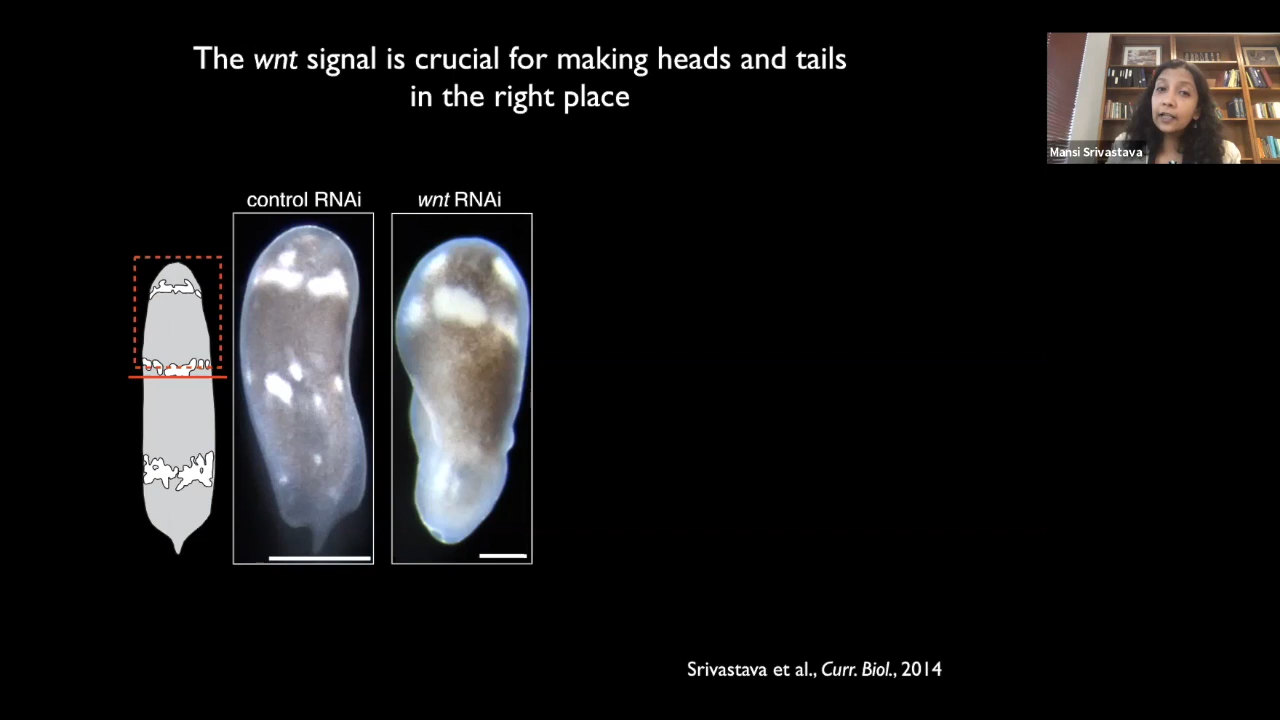 The wnt signal is crucial for making heads and tails
in the right place
Mansi Srivastava
control RNAi
wnt RNAi
Srivastava et al., Curr. Biol., 2014